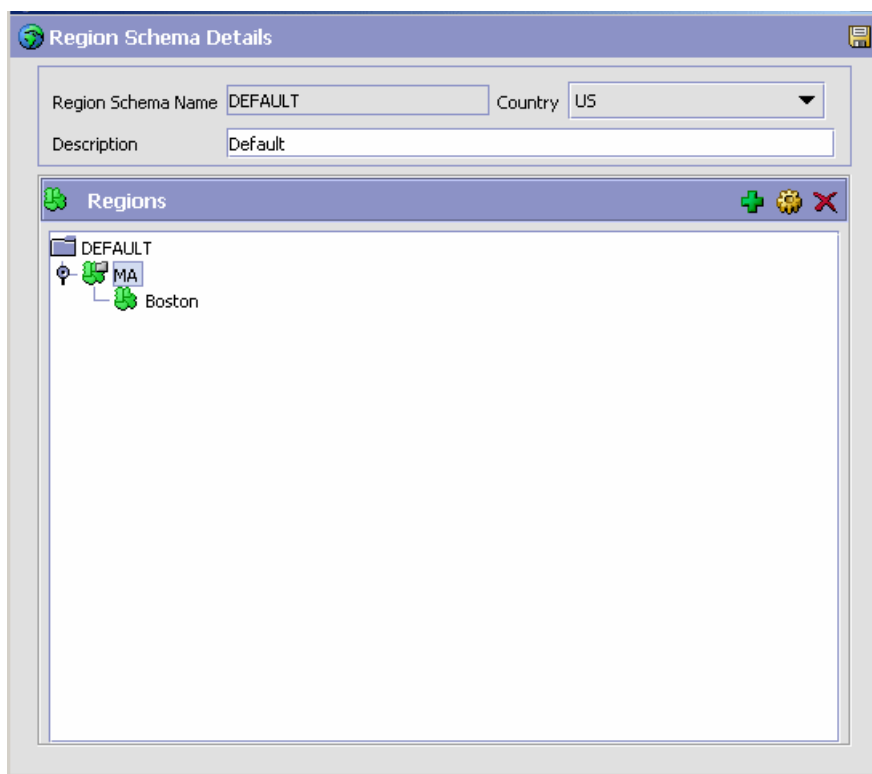 Region Schema Details
Region Schema Name DEFAULT Country US
Description Default
Regions
DEFAULT
MA
Boston